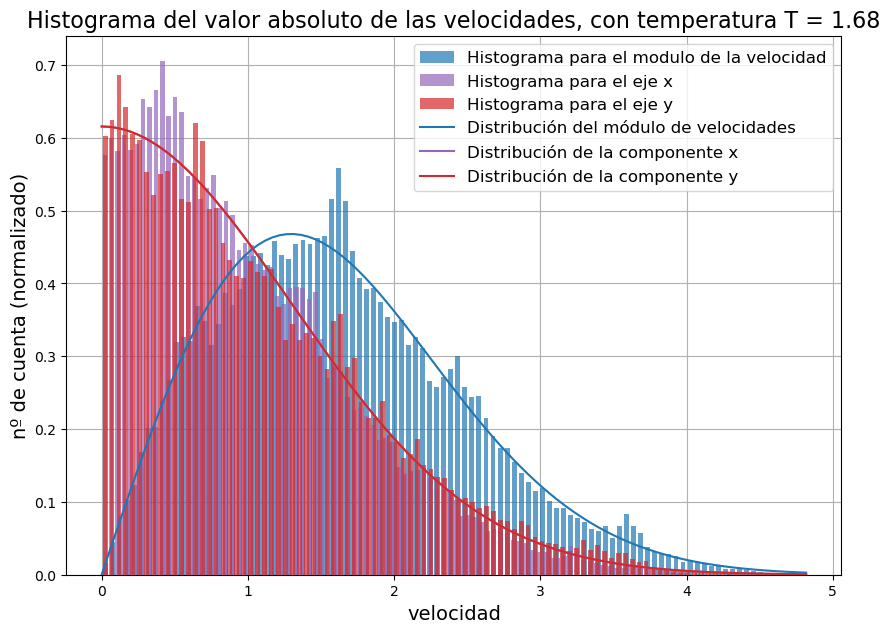 Histograma del valor absoluto de las velocidades, con temperatura T = 1.68
Histograma para el modulo de la velocidad
Histograma para el eje x
Histograma para el eje y
Distribución del módulo de velocidades
Distribución de la componente x
Distribución de la componente y
nº de cuenta (normalizado)
0.7
0.6
0.5
0.4
0.3
0.2
0.1
0.0
0
1
2
3
4
5
velocidad